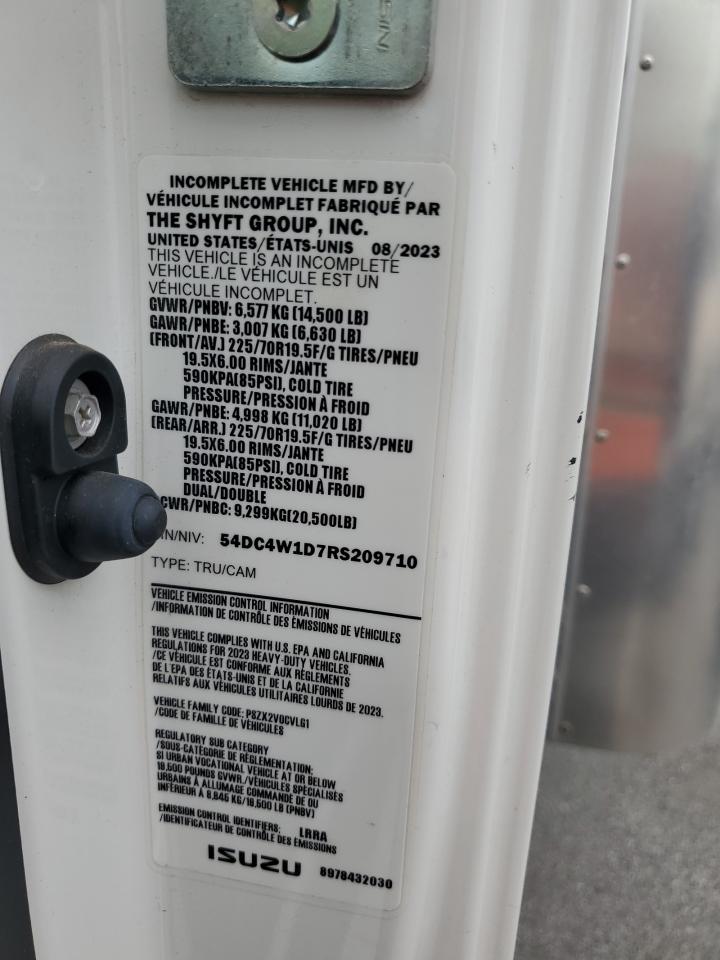 INCOMPLETE VEHICLE MFD BY/
VÉHICULE INCOMPLET FABRIQUÉ PAR
THE SHYFT GROUP, INC.
UNITED STATES/ÉTATS-UNIS 08/2023
THIS VEHICLE IS AN INCOMPLETE
VEHICLE./LE VÉHICULE EST UN
VÉHICULE INCOMPLET.
GVWR/PNBV: 6,577 KG (14,500 LB)
GAWR/PNBE: 3,007 KG (6,630 LB)
(FRONT/AV.) 225/70R19.5F/G TIRES/PNEU
19.5X6.00 RIMS/JANTE
590KPA(85PSI), COLD TIRE
PRESSURE/PRESSION À FROID
GAWR/PNBE: 4,998 KG (11,020 LB)
(REAR/ARR.) 225/70R19.5F/G TIRES/PNEU
19.5X6.00 RIMS/JANTE
590KPA(85PSI), COLD TIRE
PRESSURE/PRESSION À FROID
DUAL/DOUBLE
CWR/PNBC: 9,299KG(20,500LB)
IN/NIV: 54DC4W1D7RS209710
TYPE: TRU/CAM
VEHICLE EMISSION CONTROL INFORMATION
/INFORMATION DE CONTRÔLE DES ÉMISSIONS DE VÉHICULES
THIS VEHICLE COMPLIES WITH U.S. EPA AND CALIFORNIA
REGULATIONS FOR 2023 HEAVY-DUTY VEHICLES.
/CE VÉHICULE EST CONFORME AUX RÈGLEMENTS
DE L'EPA DES ÉTATS-UNIS ET DE LA CALIFORNIE
RELATIFS AUX VÉHICULES UTILITAIRES LOURDS DE 2023.
VEHICLE FAMILY CODE: PSZX2VOCVLG1
/CODE DE FAMILLE DE VÉHICULES
REGULATORY SUB CATEGORY
/SOUS-CATÉGORIE DE RÉGLEMENTATION:
SI URBAN VOCATIONAL VEHICLE AT OR BELOW
19,500 POUNDS GVWR./VÉHICULES SPÉCIALISÉS
URBAINS À ALLUMAGE COMMANDÉ DE OU
INFÉRIEUR À 8,845 KG/19,500 LB (PNBV)
EMISSION CONTROL IDENTIFIERS: LRRA
/IDENTIFICATEUR DE CONTRÔLE DES ÉMISSIONS
ISUZU 8978432030